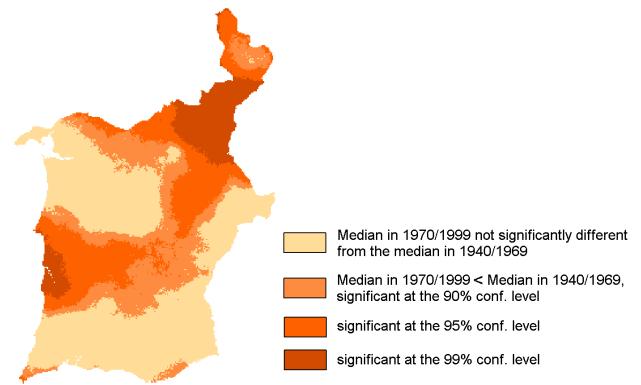 Median in 1970/1999 not significantly different
from the median in 1940/1969
Median in 1970/1999 < Median in 1940/1969,
significant at the 90% conf. level
significant at the 95% conf. level
significant at the 99% conf. level